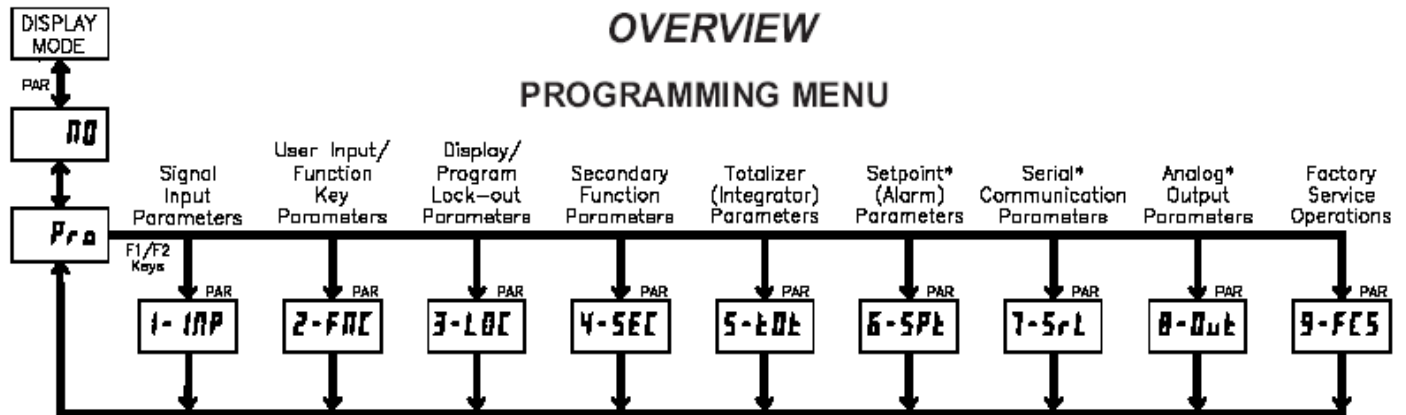 DISPLAY
MODE
OVERVIEW
PAR
PROGRAMMING MENU
NO
Signal
Input
Parameters
User Input/
Function
Key
Parameters
Display/
Program
Lock-out
Parameters
Secondary
Function
Parameters
Totalizer
(Integrator)
Parameters
Setpoint*
(Alarm)
Parameters
Serial*
Communication
Parameters
Analog*
Output
Parameters
Factory
Service
Operations
Pro
F1/F2
Keys
PAR
PAR
PAR
PAR
PAR
PAR
PAR
PAR
PAR
1-INP
2-FNC
3-LOC
4-SEC
5-tOt
6-SPt
7-SrL
8-Out
9-FCS